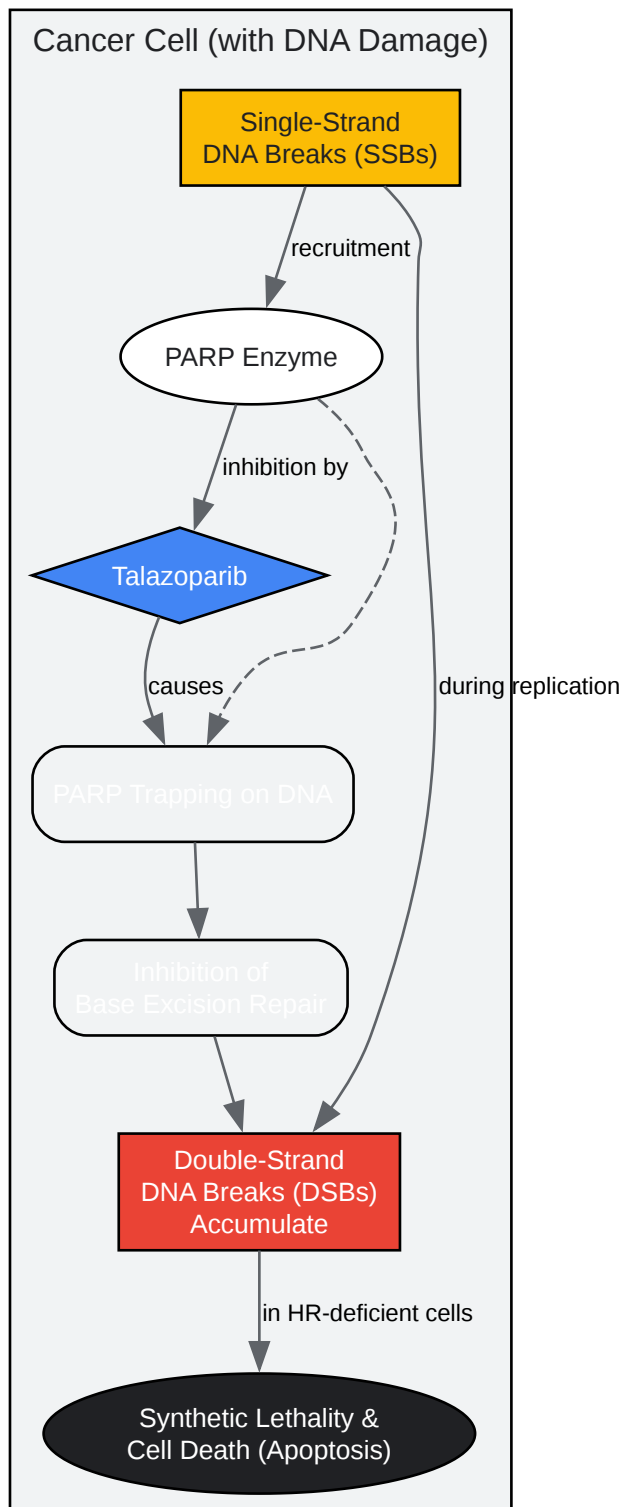 Cancer Cell (with DNA Damage)
Single-Strand
DNA Breaks (SSBs)
recruitment
PARP Enzyme
inhibition by
Talazoparib
causes
during replication
PARP Trapping on DNA
Inhibition of
Base Excision Repair
Double-Strand
DNA Breaks (DSBs)
Accumulate
in HR-deficient cells
Synthetic Lethality &
Cell Death (Apoptosis)